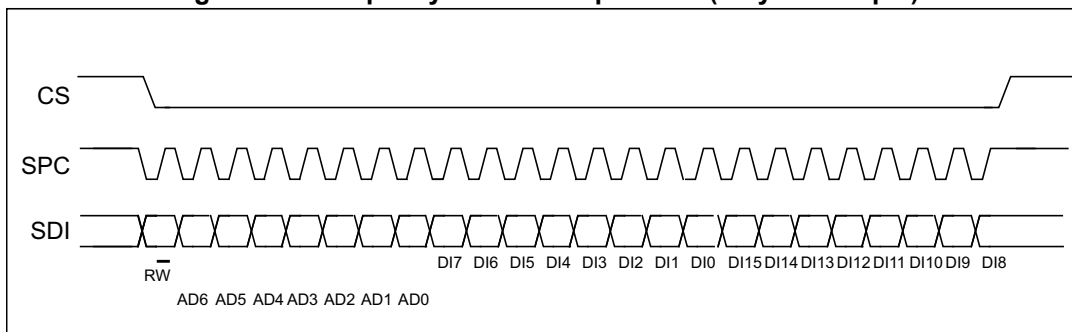 CS
SPC
SDI
RW
DI7 DI6 DI5 DI4 DI3 DI2 DI1 DI0 DI15 DI14 DI13 DI12 DI11 DI10 DI9 DI8
AD6 AD5 AD4 AD3 AD2 AD1 AD0